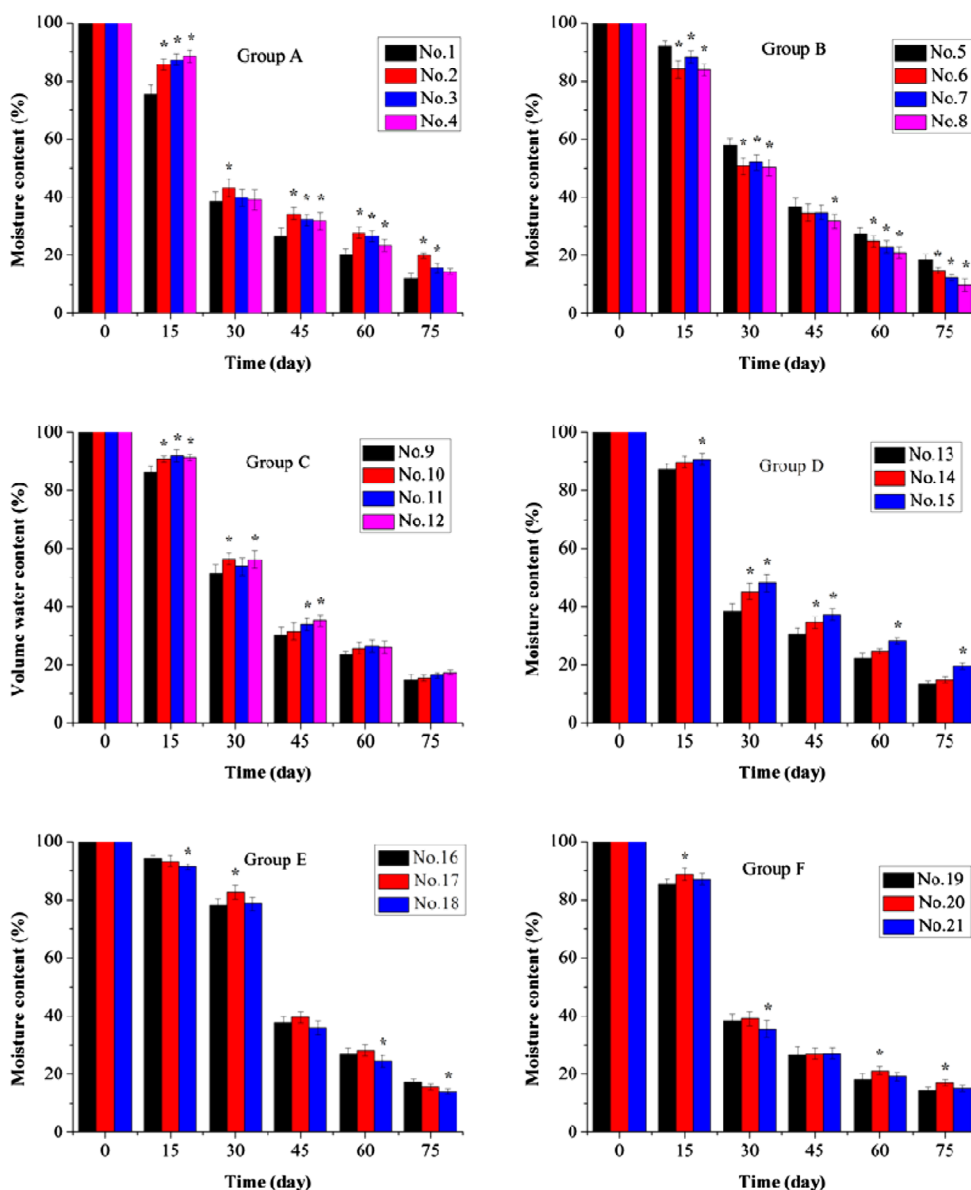 100
80
60
40
20
0
Moisture content (%)
Group A
No.1
No.2
No.3
No.4
* * *
*
* * *
* * *
* *
0 15 30 45 60 75
Time (day)
100
80
60
40
20
0
Moisture content (%)
Group B
No.5
No.6
No.7
No.8
* * *
* * *
*
* * *
* * *
0 15 30 45 60 75
Time (day)
100
80
60
40
20
0
Volume water content (%)
Group C
No.9
No.10
No.11
No.12
* * *
* *
* *
0 15 30 45 60 75
Time (day)
100
80
60
40
20
0
Moisture content (%)
Group D
No.13
No.14
No.15
*
* *
* *
*
*
0 15 30 45 60 75
Time (day)
100
80
60
40
20
0
Moisture content (%)
Group E
No.16
No.17
No.18
*
*
*
*
0 15 30 45 60 75
Time (day)
100
80
60
40
20
0
Moisture content (%)
Group F
No.19
No.20
No.21
*
*
*
*
0 15 30 45 60 75
Time (day)